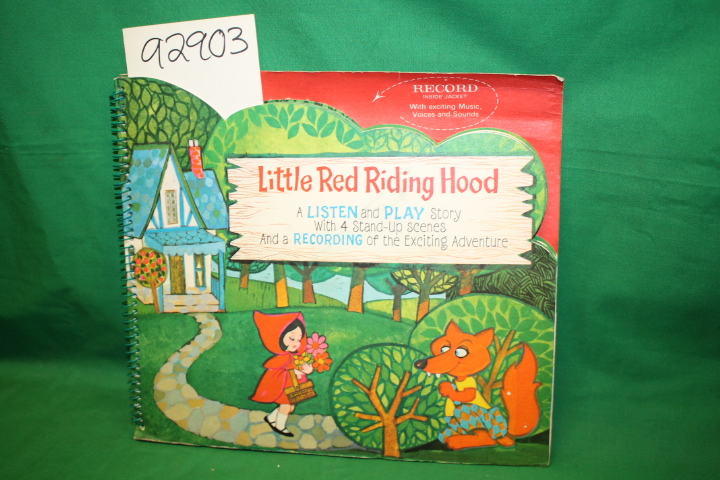 92903
RECORD
INSIDE JACKET
With exciting Music,
Voices and Sounds
Little Red Riding Hood
A LISTEN and PLAY Story
With 4 Stand-Up Scenes
And a RECORDING of the Exciting Adventure